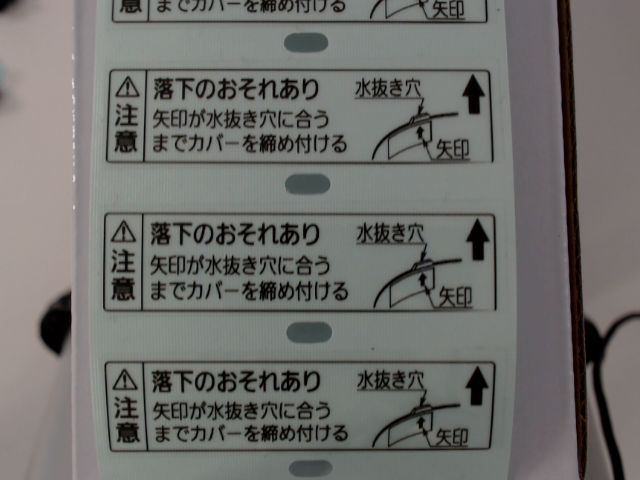 意 までカバーを締め付ける 矢印
落下のおそれあり 水抜き穴
注意
矢印が水抜き穴に合う
までカバーを締め付ける 矢印
落下のおそれあり 水抜き穴
注意
矢印が水抜き穴に合う
までカバーを締め付ける 矢印
落下のおそれあり 水抜き穴
注意
矢印が水抜き穴に合う
までカバーを締め付ける 矢印